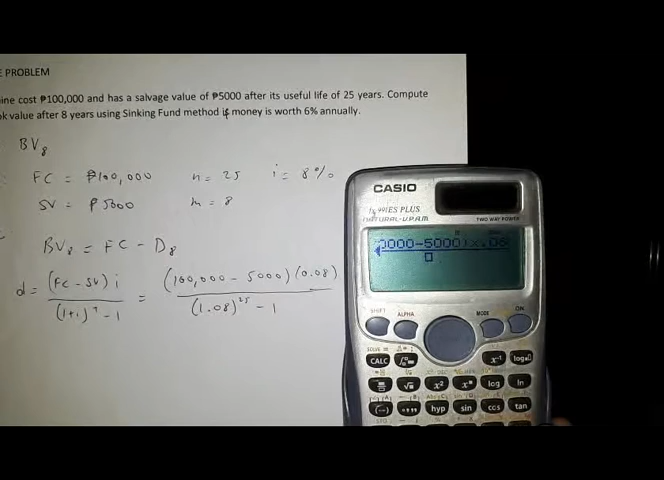 E PROBLEM
ine cost ₱100,000 and has a salvage value of ₱5000 after its useful life of 25 years. Compute
ok value after 8 years using Sinking Fund method if money is worth 6% annually.
BV₈
FC = ₱100,000 n = 25 i = 8%
SV = ₱5000 m = 8
BV₈ = FC - D₈
d = (FC - SV) i / (1+i)ⁿ - 1 = (100,000 - 5000)(0.08) / (1.08)²⁵ - 1
CASIO
fx-991ES PLUS
NATURAL-V.P.A.M.
TWO WAY POWER
0000-5000)×.08
SHIFT ALPHA MODE ON
SOLVE =
CALC x⁻¹
x² log ln
(-) hyp sin cos tan
STO